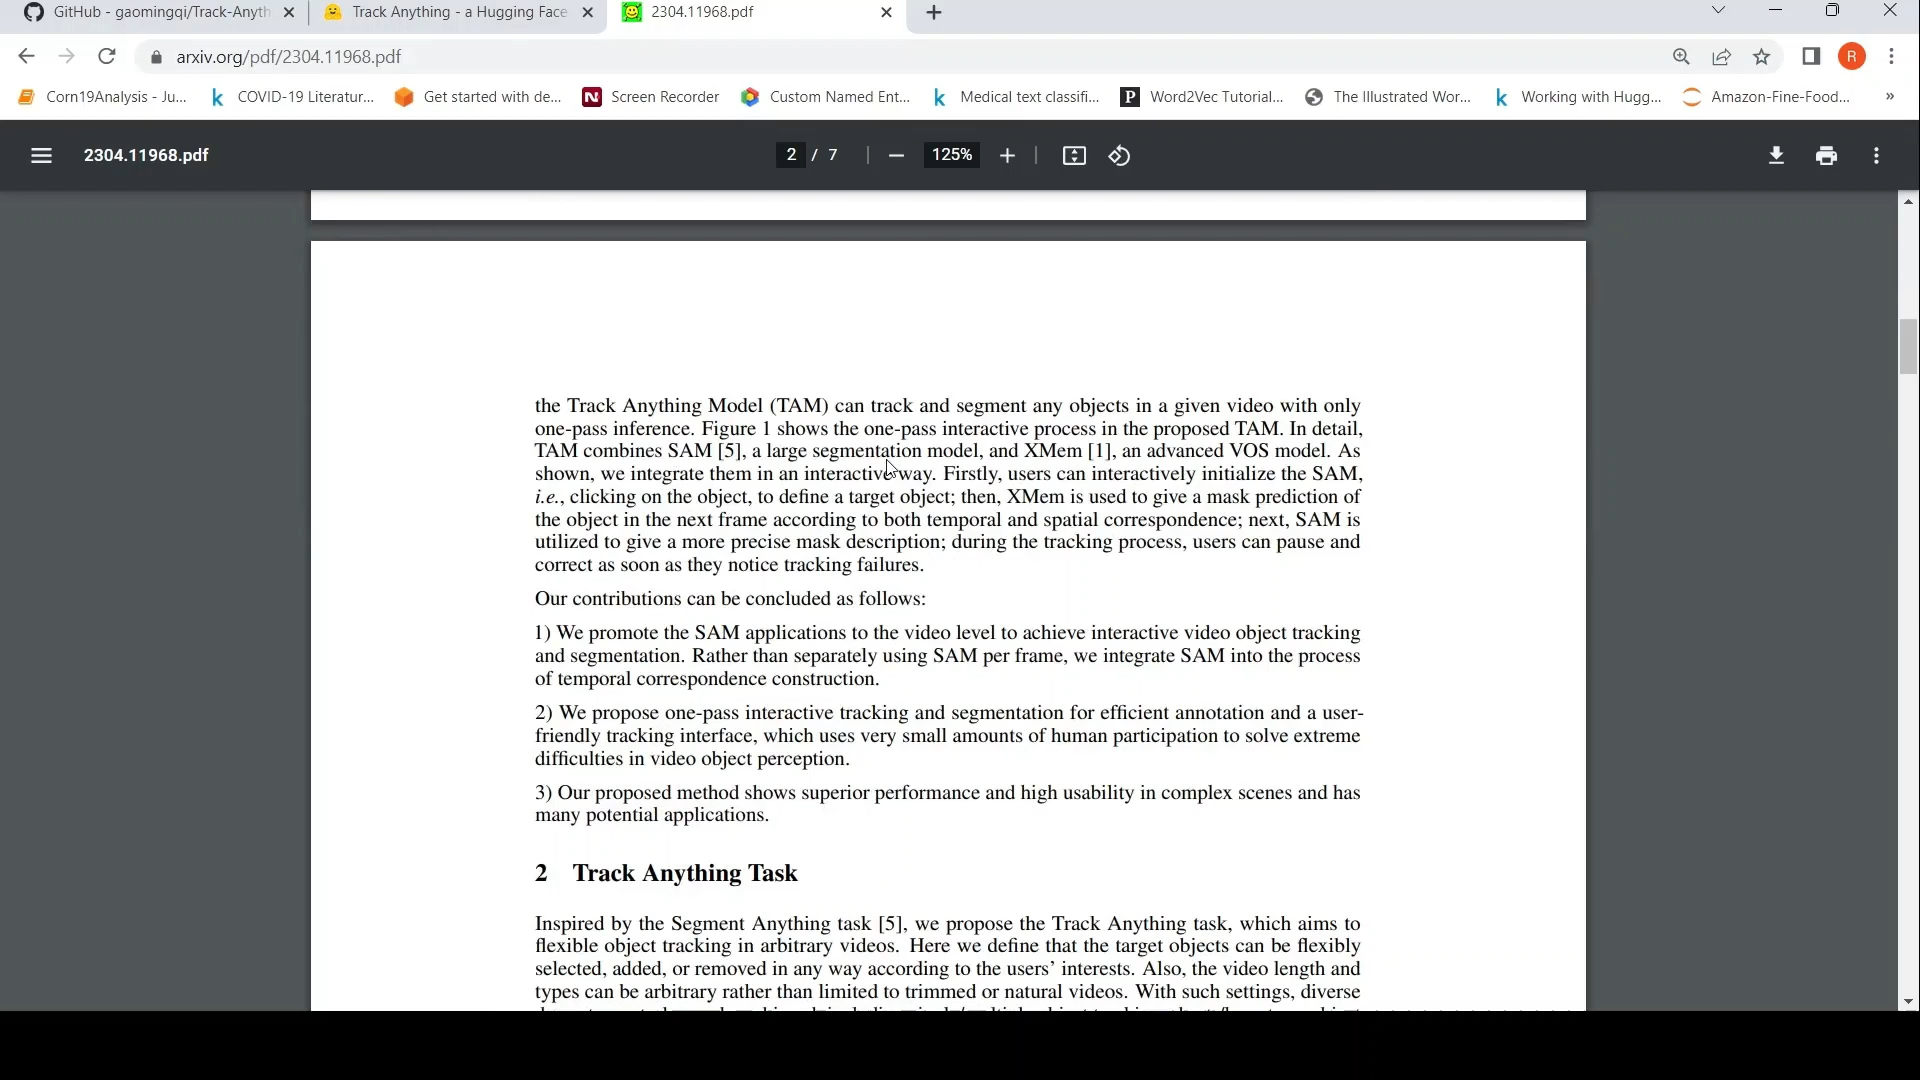 GitHub - gaomingqi/Track-Anyth
Track Anything - a Hugging Face
2304.11968.pdf
arxiv.org/pdf/2304.11968.pdf
R
Corn19Analysis - Ju...
k COVID-19 Literatur...
Get started with de...
N Screen Recorder
Custom Named Ent...
k Medical text classifi...
P Word2Vec Tutorial...
The Illustrated Wor...
k Working with Hugg...
Amazon-Fine-Food...
»
2304.11968.pdf
2 / 7
125%
the Track Anything Model (TAM) can track and segment any objects in a given video with only
one-pass inference. Figure 1 shows the one-pass interactive process in the proposed TAM. In detail,
TAM combines SAM [5], a large segmentation model, and XMem [1], an advanced VOS model. As
shown, we integrate them in an interactive way. Firstly, users can interactively initialize the SAM,
i.e., clicking on the object, to define a target object; then, XMem is used to give a mask prediction of
the object in the next frame according to both temporal and spatial correspondence; next, SAM is
utilized to give a more precise mask description; during the tracking process, users can pause and
correct as soon as they notice tracking failures.
Our contributions can be concluded as follows:
1) We promote the SAM applications to the video level to achieve interactive video object tracking
and segmentation. Rather than separately using SAM per frame, we integrate SAM into the process
of temporal correspondence construction.
2) We propose one-pass interactive tracking and segmentation for efficient annotation and a user-
friendly tracking interface, which uses very small amounts of human participation to solve extreme
difficulties in video object perception.
3) Our proposed method shows superior performance and high usability in complex scenes and has
many potential applications.
2 Track Anything Task
Inspired by the Segment Anything task [5], we propose the Track Anything task, which aims to
flexible object tracking in arbitrary videos. Here we define that the target objects can be flexibly
selected, added, or removed in any way according to the users' interests. Also, the video length and
types can be arbitrary rather than limited to trimmed or natural videos. With such settings, diverse